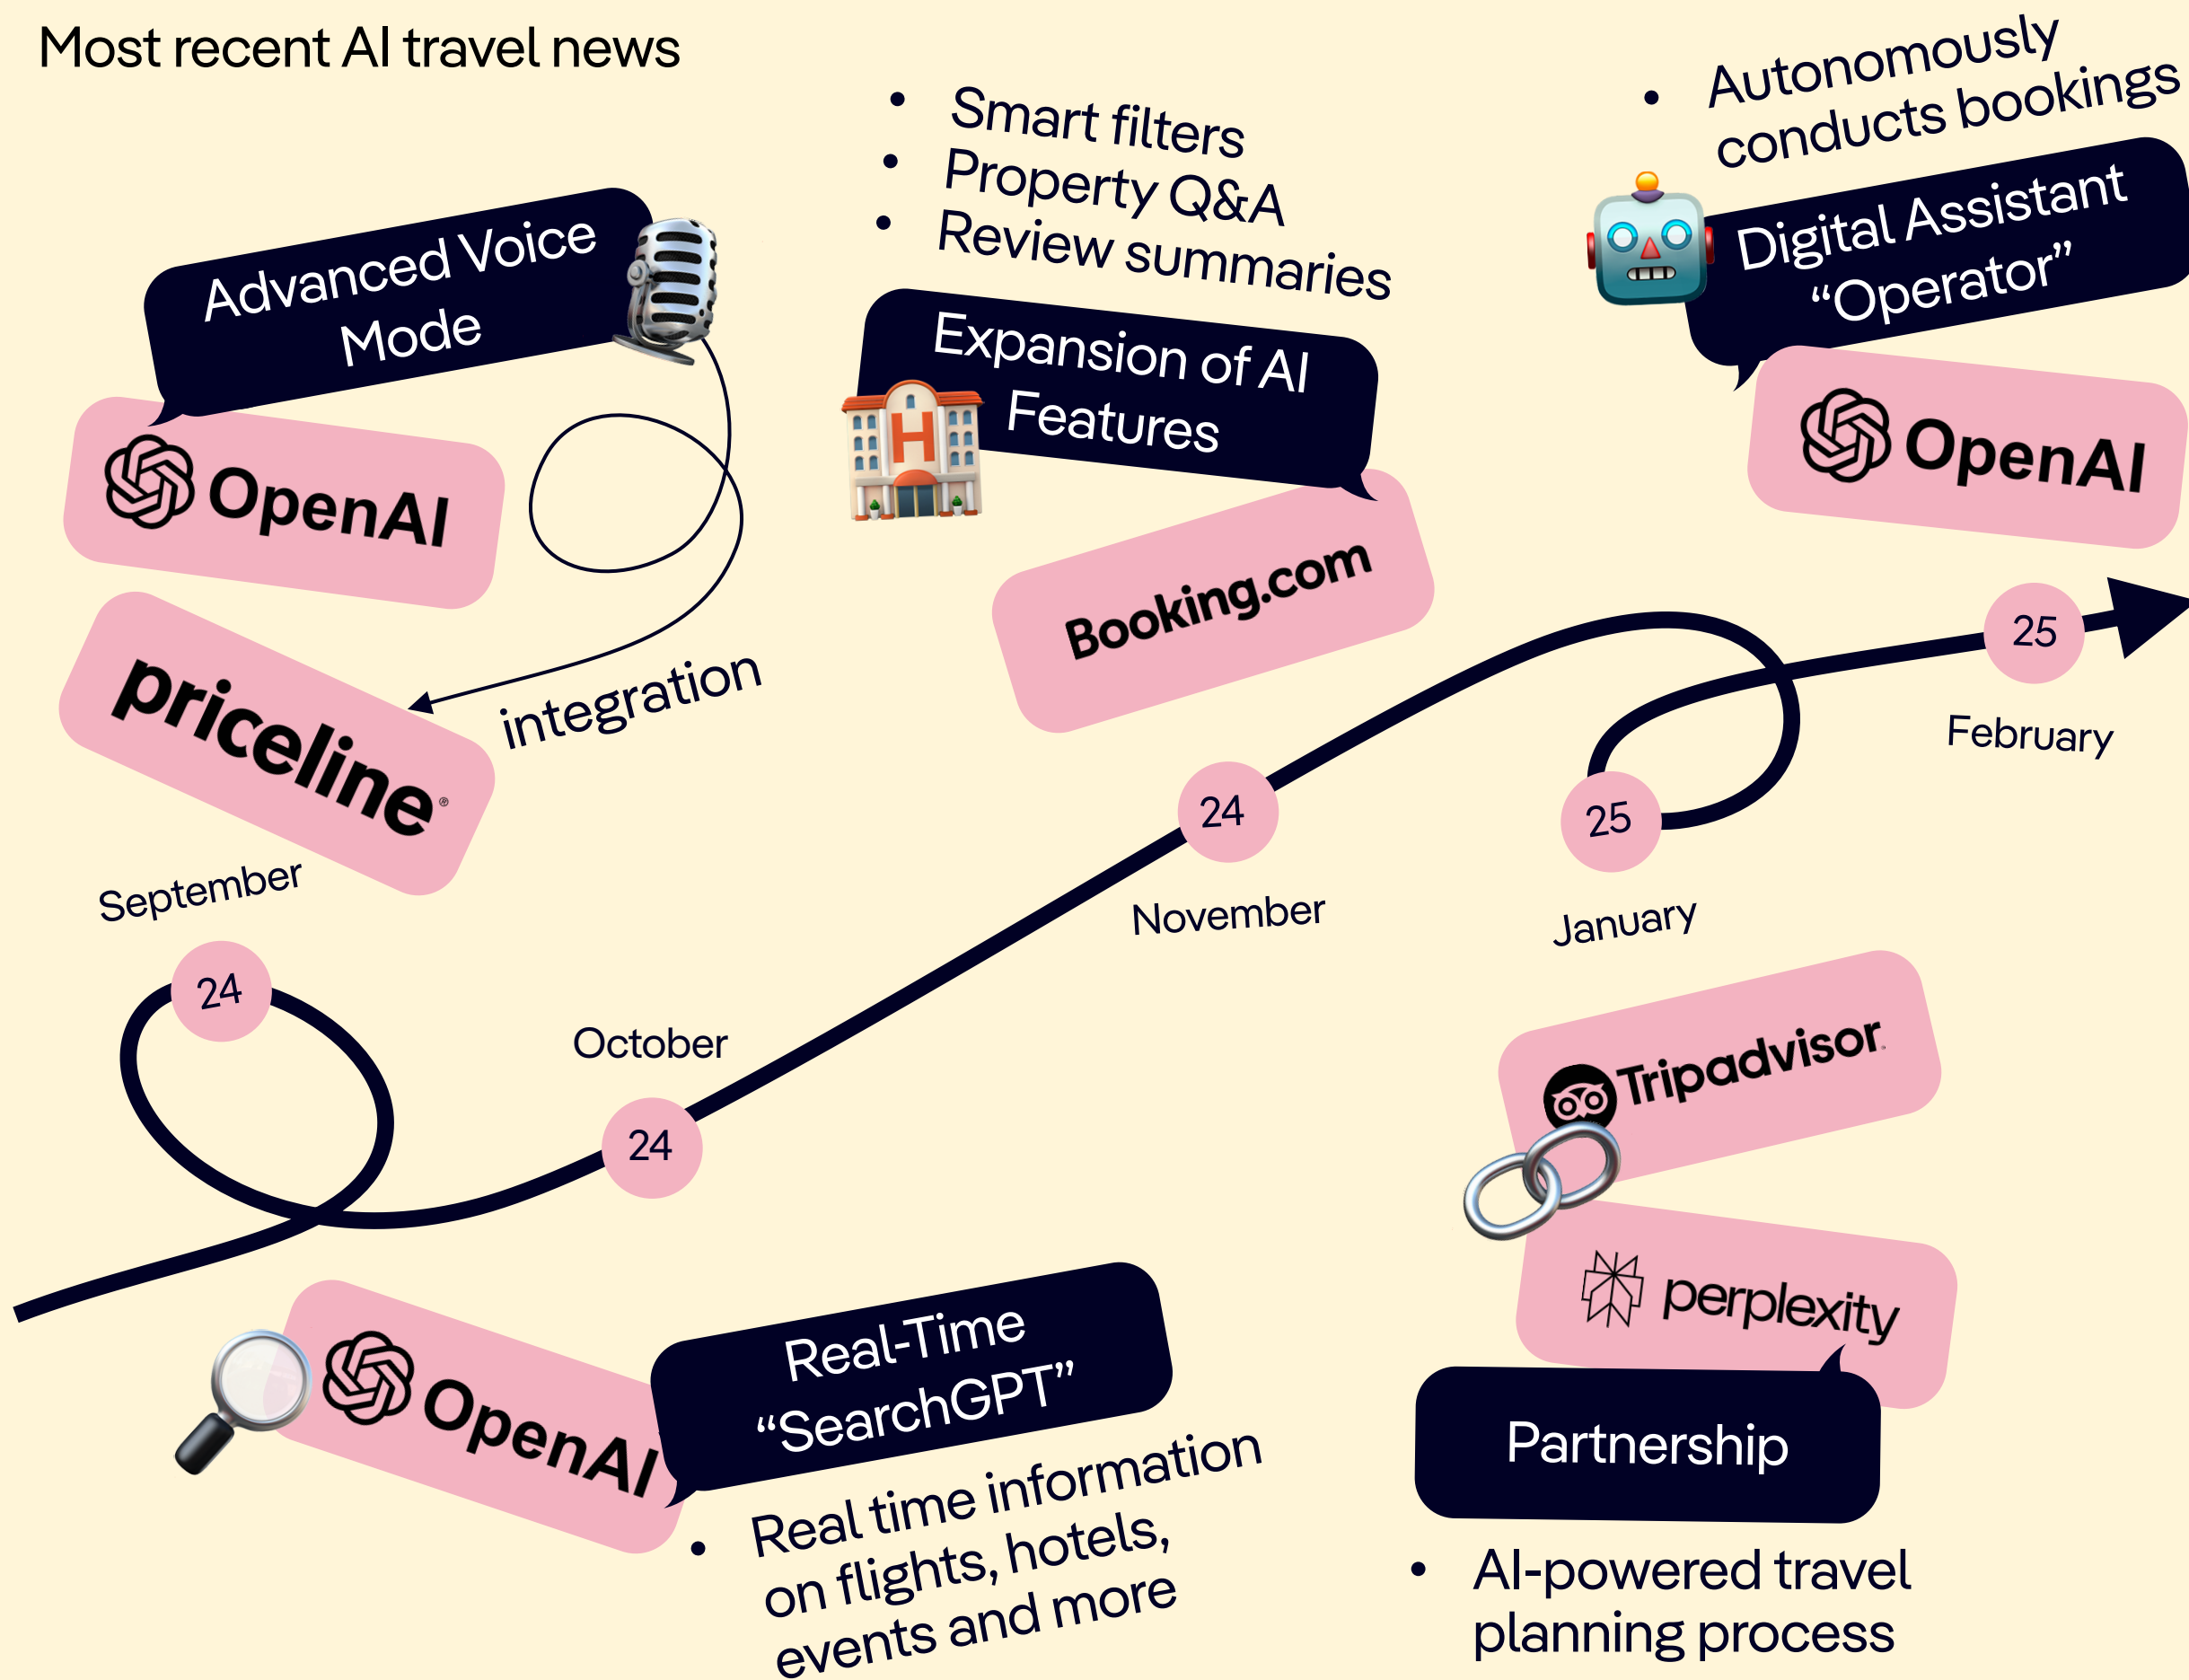 Most recent AI travel news
Advanced Voice
Mode
OpenAI
priceline®
integration
September
24
October
24
OpenAI
Real-Time
“SearchGPT”
• Real time information
on flights, hotels,
events and more
• Smart filters
• Property Q&A
• Review summaries
Expansion of AI
Features
H
Booking.com
24
November
25
January
Tripadvisor
perplexity
Partnership
• AI-powered travel
planning process
• Autonomously
conducts bookings
Digital Assistant
“Operator”
OpenAI
25
February